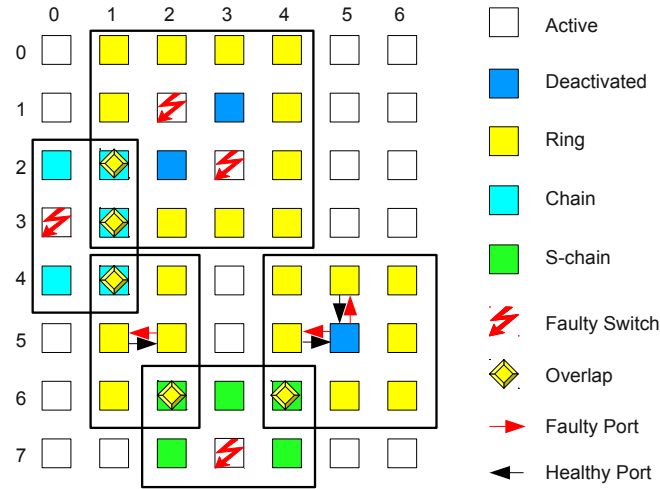 0 1 2 3 4 5 6
0
1
2
3
4
5
6
7
Active
Deactivated
Ring
Chain
S-chain
Faulty Switch
Overlap
Faulty Port
Healthy Port